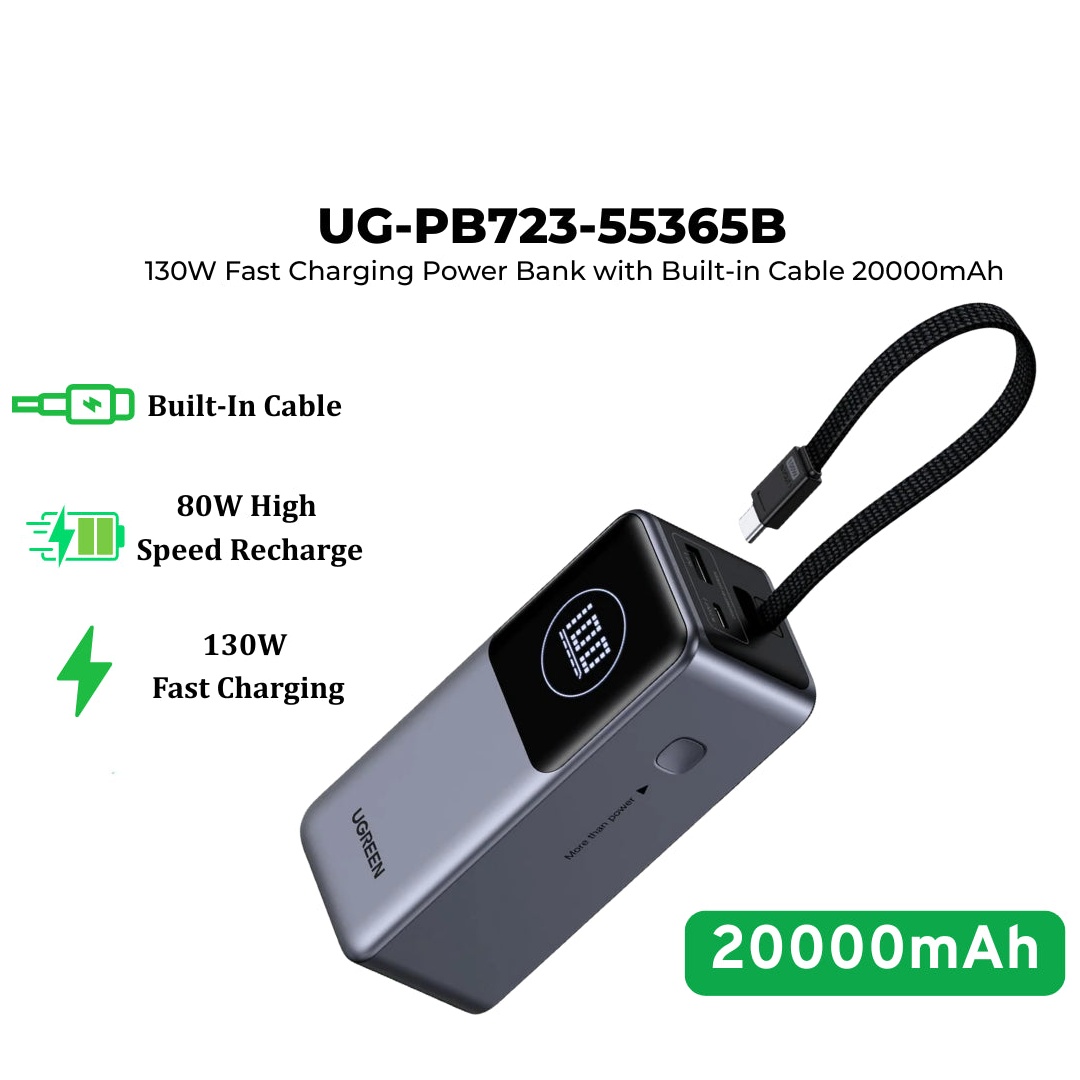 UG-PB723-55365B
130W Fast Charging Power Bank with Built-in Cable 20000mAh
Built-In Cable
80W High
Speed Recharge
130W
Fast Charging
100
UGREEN
More than power
20000mAh